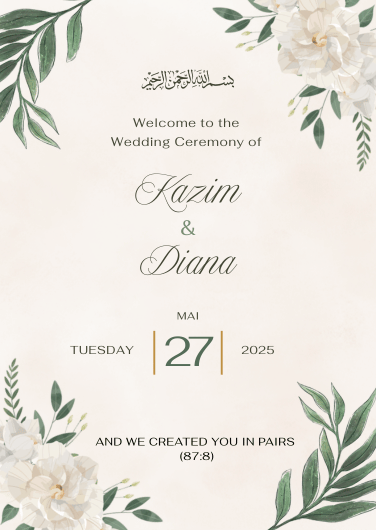 بسم الله الرحمن الرحيم
Welcome to the
Wedding Ceremony of
Kazim
&
Diana
MAI
TUESDAY
27
2025
AND WE CREATED YOU IN PAIRS
(87:8)